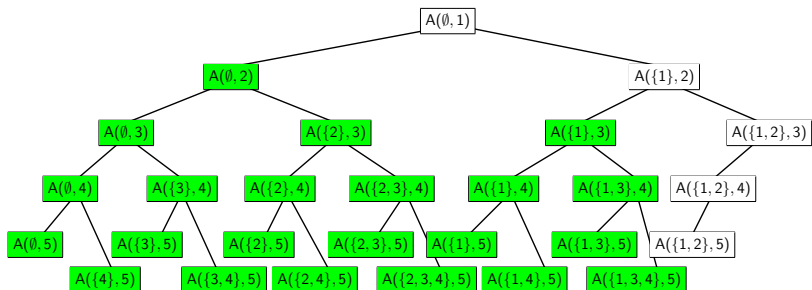 A(∅, 1)
A(∅, 2) A({1}, 2)
A(∅, 3) A({2}, 3) A({1}, 3) A({1, 2}, 3)
A(∅, 4) A({3}, 4) A({2}, 4) A({2, 3}, 4) A({1}, 4) A({1, 3}, 4) A({1, 2}, 4)
A(∅, 5) A({3}, 5) A({2}, 5) A({2, 3}, 5) A({1}, 5) A({1, 3}, 5) A({1, 2}, 5)
A({4}, 5) A({3, 4}, 5) A({2, 4}, 5) A({2, 3, 4}, 5) A({1, 4}, 5) A({1, 3, 4}, 5)